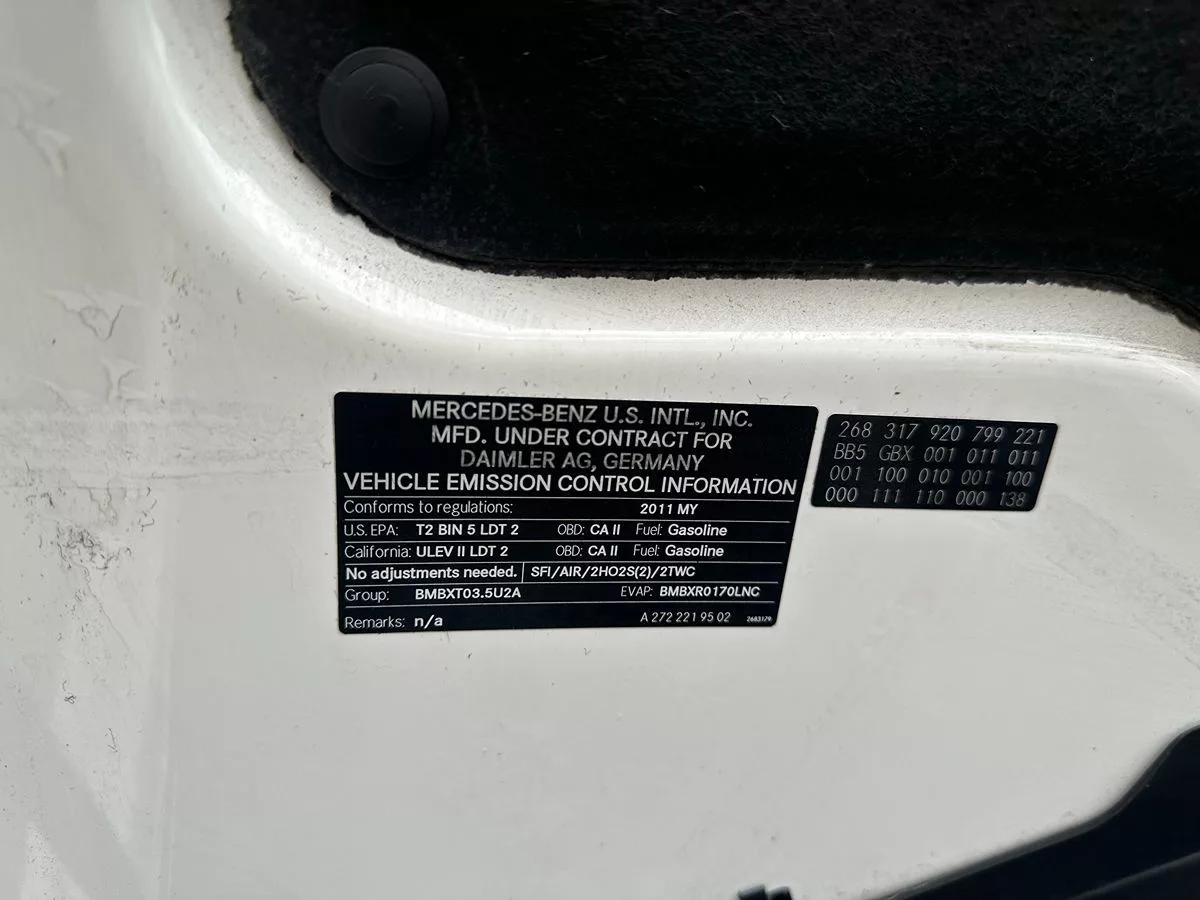 MERCEDES-BENZ U.S. INTL., INC.
MFD. UNDER CONTRACT FOR
DAIMLER AG, GERMANY
VEHICLE EMISSION CONTROL INFORMATION
Conforms to regulations: 2011 MY
U.S. EPA: T2 BIN 5 LDT 2 OBD: CA II Fuel: Gasoline
California: ULEV II LDT 2 OBD: CA II Fuel: Gasoline
No adjustments needed. SFI/AIR/2HO2S(2)/2TWC
Group: BMBXT03.5U2A EVAP: BMBXR0170LNC
Remarks: n/a A 272 221 95 02 2683179
268 317 920 799 221
BB5 GBX 001 011 011
001 100 010 001 100
000 111 110 000 138